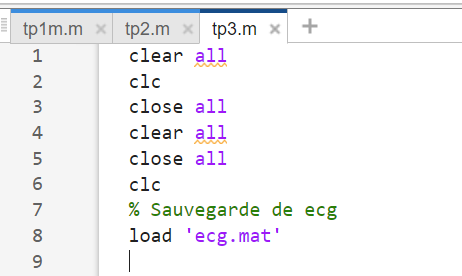 tp1m.m × tp2.m × tp3.m × +
1 clear all
2 clc
3 close all
4 clear all
5 close all
6 clc
7 % Sauvegarde de ecg
8 load 'ecg.mat'
9